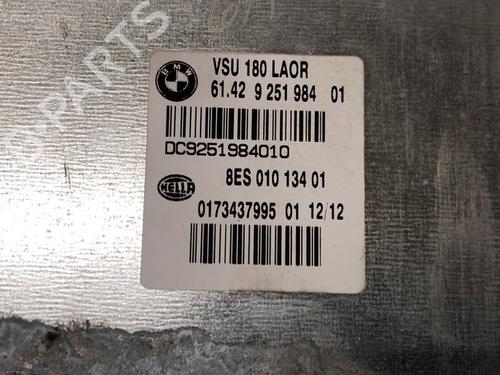 BMW
VSU 180 LAOR
61.42 9 251 984 01
DC9251984010
8ES 010 134 01
HELLA
0173437995 01 12/12